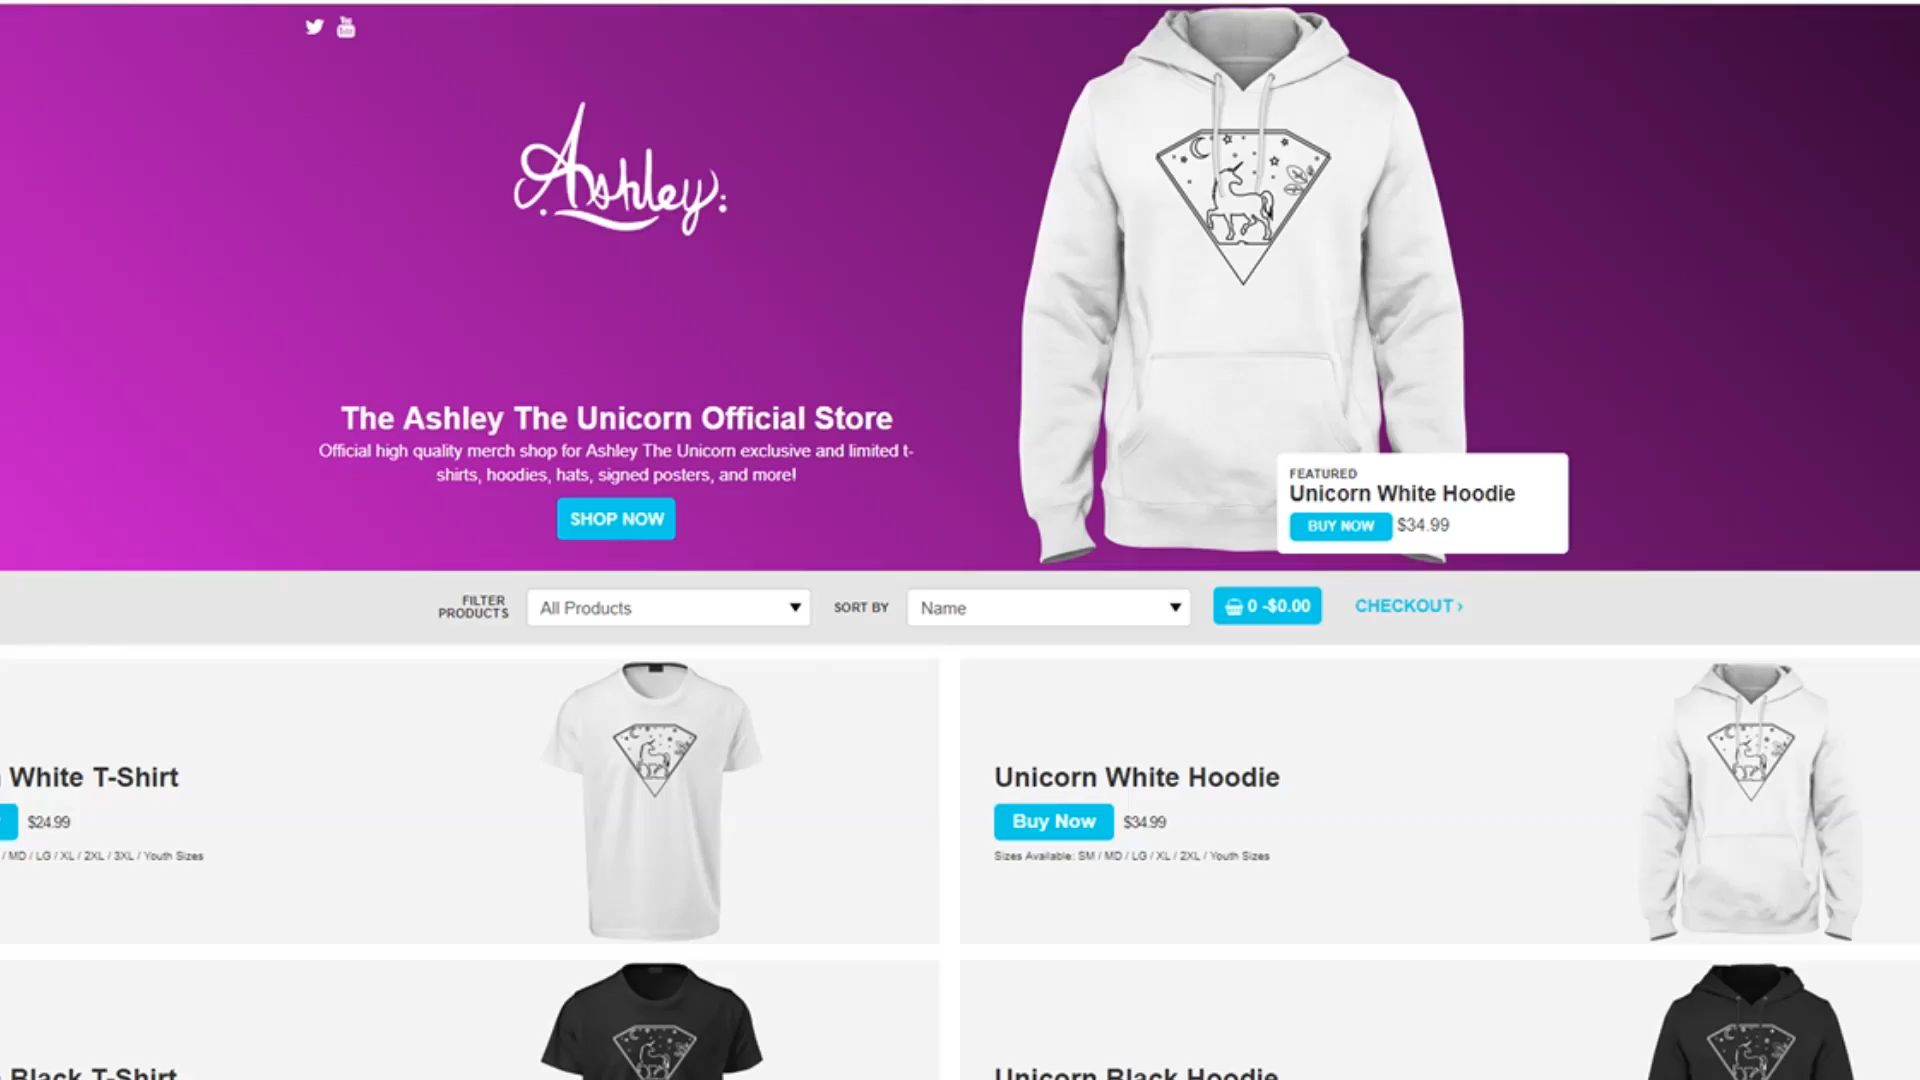 You
Tube
Ashley
The Ashley The Unicorn Official Store
Official high quality merch shop for Ashley The Unicorn exclusive and limited t-
shirts, hoodies, hats, signed posters, and more!
SHOP NOW
FEATURED
Unicorn White Hoodie
BUY NOW $34.99
FILTER
PRODUCTS
All Products
SORT BY
Name
0 -$0.00
CHECKOUT ›
White T-Shirt
$24.99
/ MD / LG / XL / 2XL / 3XL / Youth Sizes
Unicorn White Hoodie
Buy Now $34.99
Sizes Available: SM / MD / LG / XL / 2XL / Youth Sizes
Black T-Shirt
Unicorn Black Hoodie